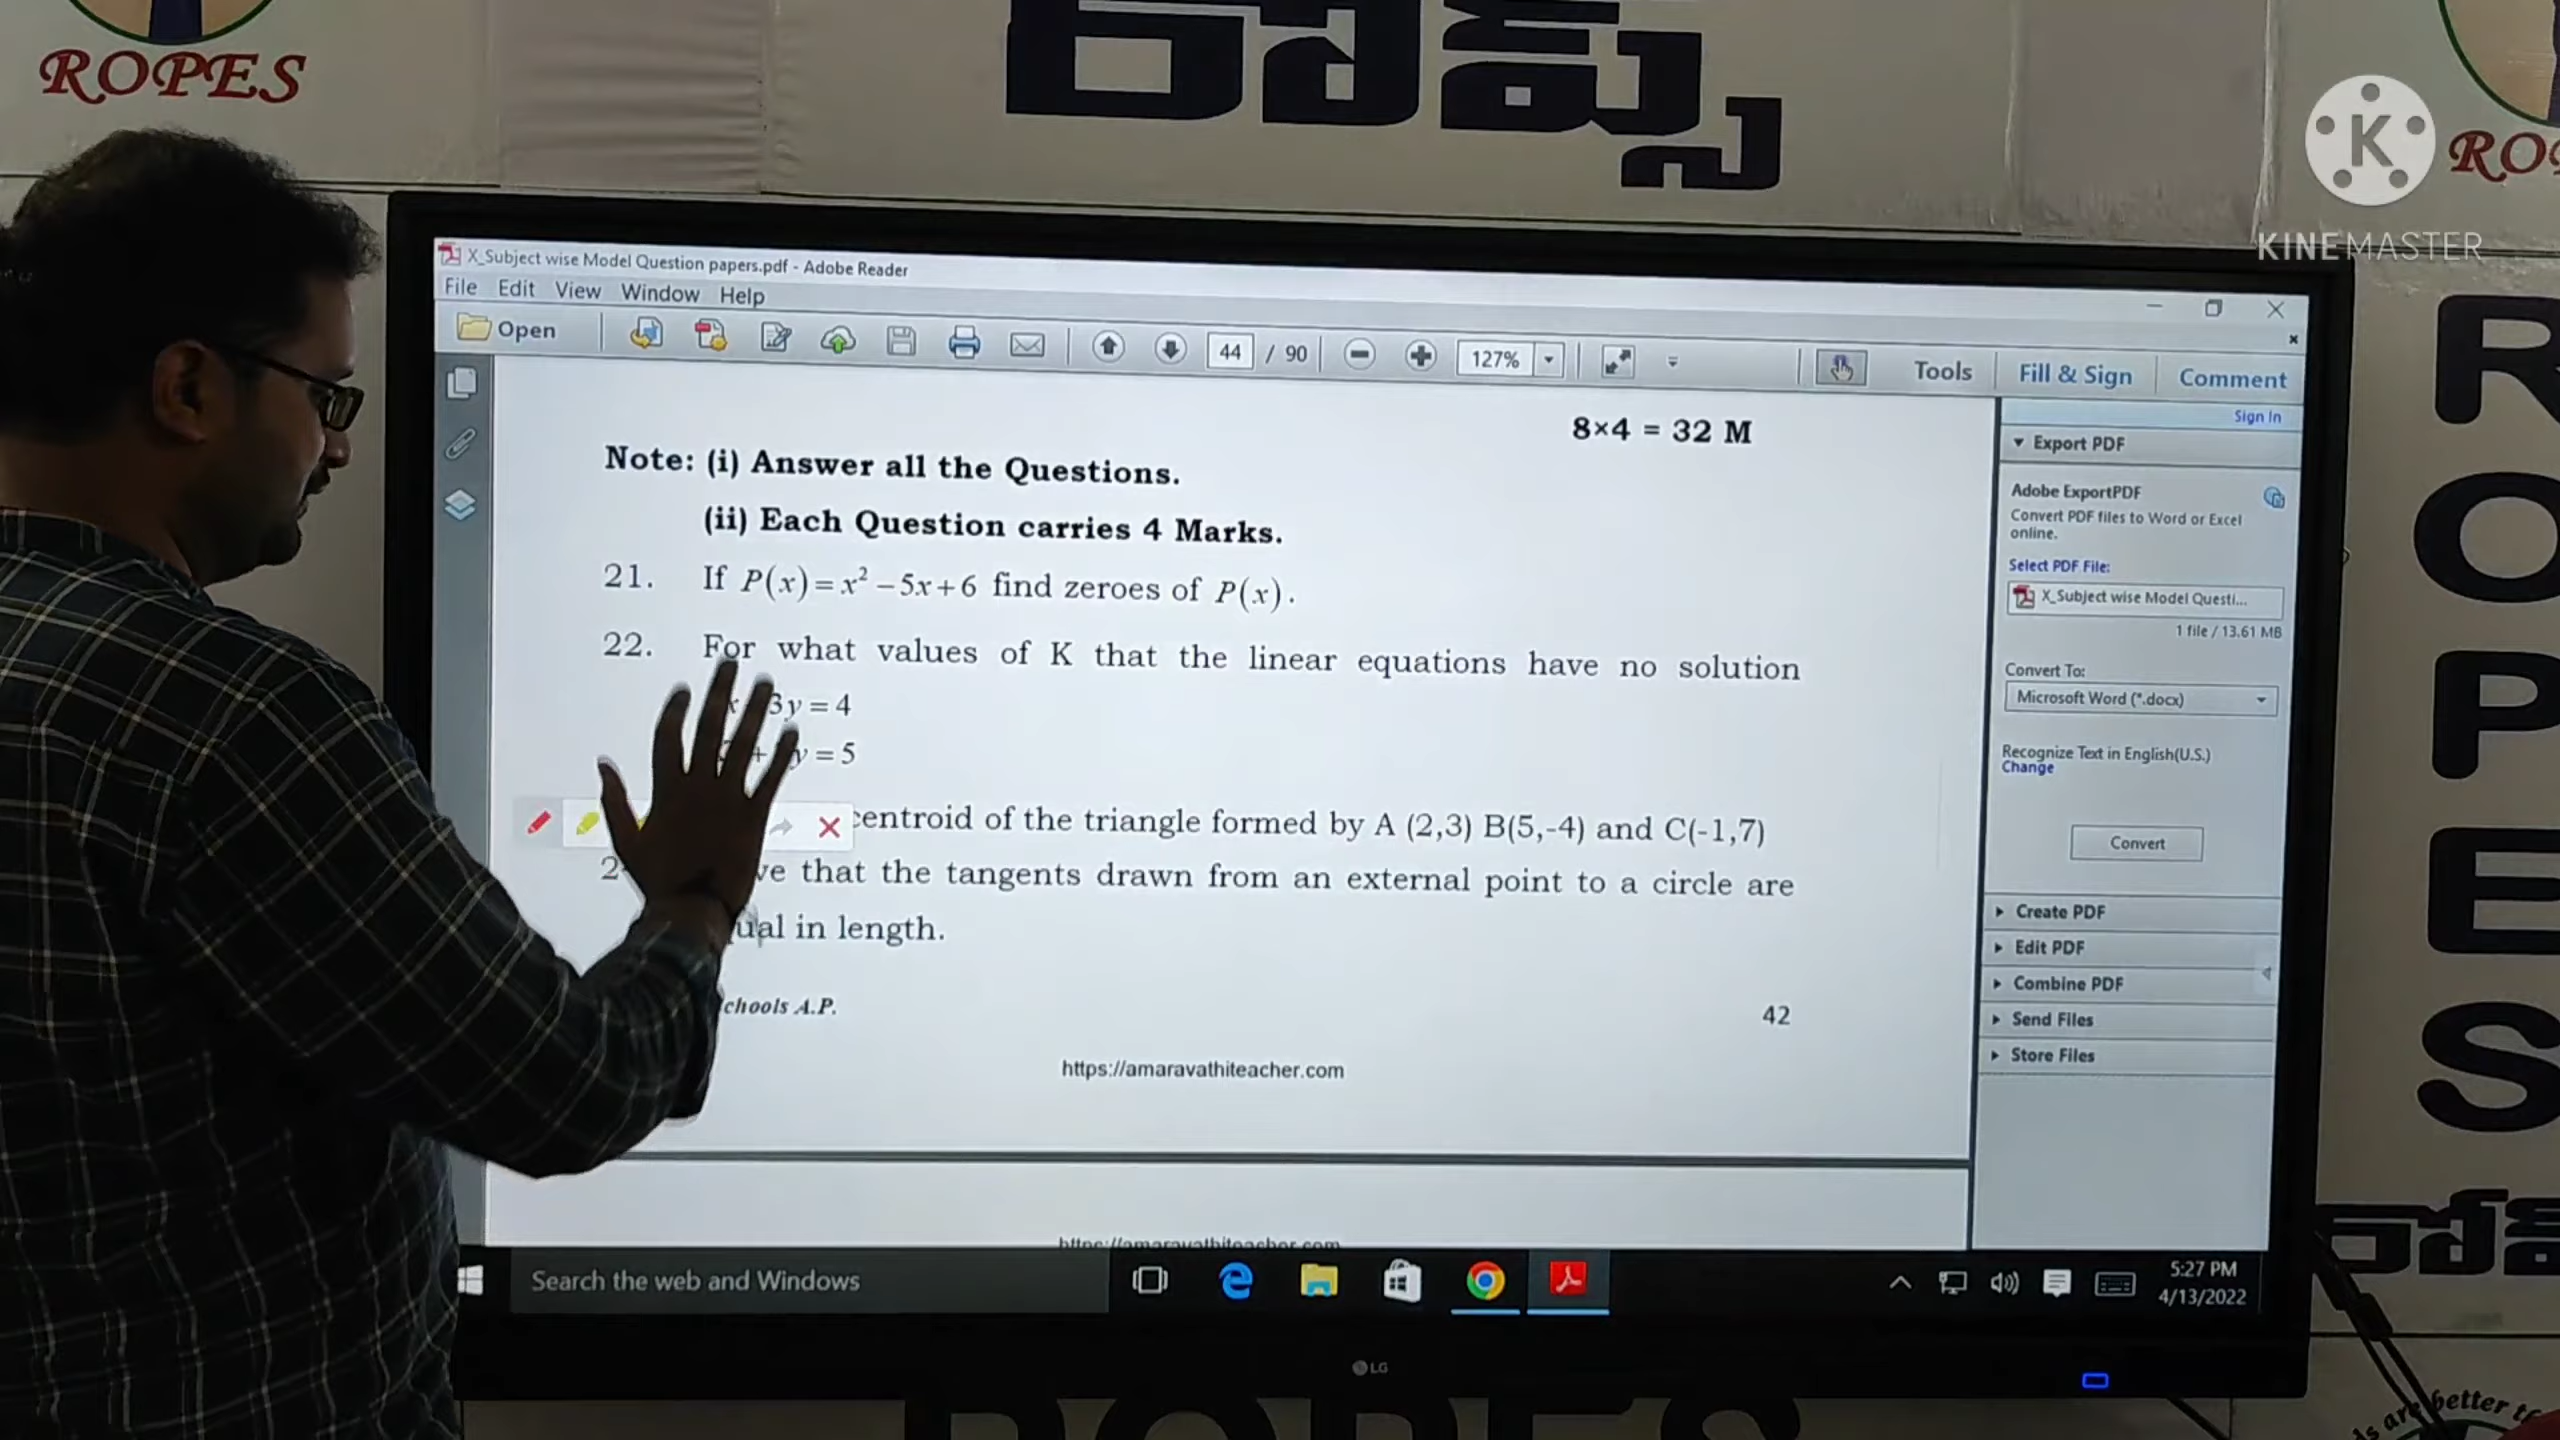 ROPES
రోప్స్
K
KINEMASTER
X_Subject wise Model Question papers.pdf - Adobe Reader
File Edit View Window Help
Open 44 / 90 127% Tools Fill & Sign Comment
Sign In
8×4 = 32 M
Note: (i) Answer all the Questions.
(ii) Each Question carries 4 Marks.
21. If P(x)=x²−5x+6 find zeroes of P(x).
22. For what values of K that the linear equations have no solution
3y = 4
y = 5
centroid of the triangle formed by A (2,3) B(5,-4) and C(-1,7)
that the tangents drawn from an external point to a circle are
in length.
A.P.
42
https://amaravathiteacher.com
Export PDF
Adobe ExportPDF
Convert PDF files to Word or Excel
online.
Select PDF File:
X_Subject wise Model Questi...
1 file / 13.61 MB
Convert To:
Microsoft Word (*.docx)
Recognize Text in English(U.S.)
Change
Convert
Create PDF
Edit PDF
Combine PDF
Send Files
Store Files
https://amaravathiteacher.com
Search the web and Windows
5:27 PM
4/13/2022
LG
ROPES
ROPES
better
are